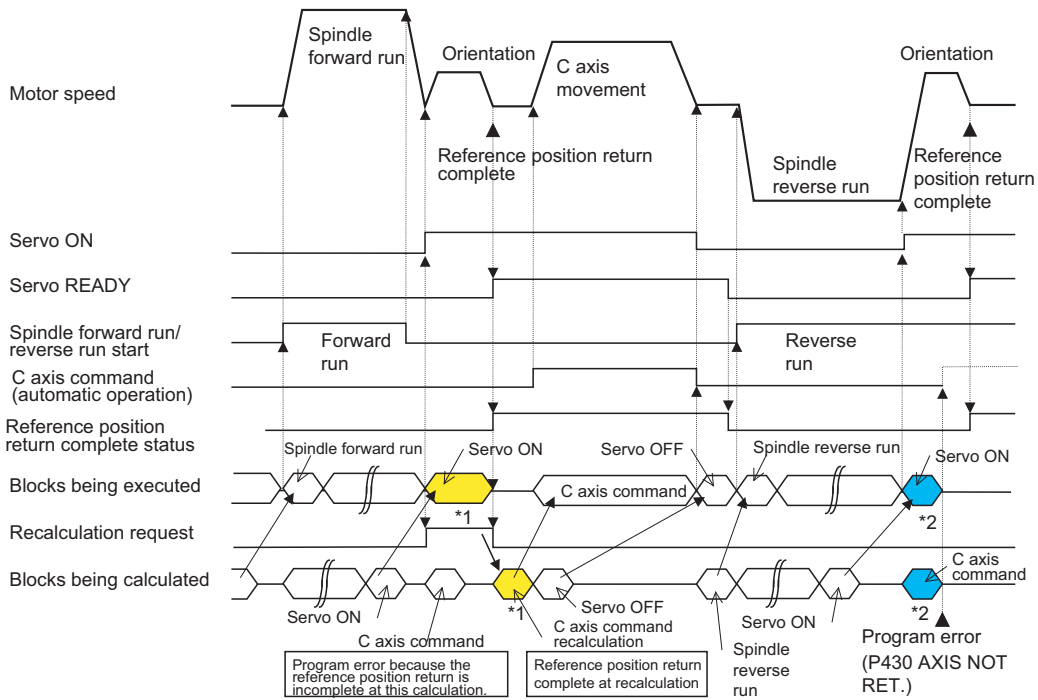 Spindle
forward run
Orientation
C axis
movement
Orientation
Motor speed
Reference position return
complete
Spindle
reverse run
Reference
position return
complete
Servo ON
Servo READY
Spindle forward run/
reverse run start
Forward
run
Reverse
run
C axis command
(automatic operation)
Reference position
return complete status
Spindle forward run
Servo ON
Servo OFF
Spindle reverse run
Servo ON
Blocks being executed
C axis command
*1
*2
Recalculation request
Blocks being calculated
C axis
command
Servo ON
*1
Servo OFF
Servo ON
*2
C axis command
C axis command
recalculation
Spindle
reverse
run
Program error
(P430 AXIS NOT
RET.)
Program error because the
reference position return is
incomplete at this calculation.
Reference position return
complete at recalculation